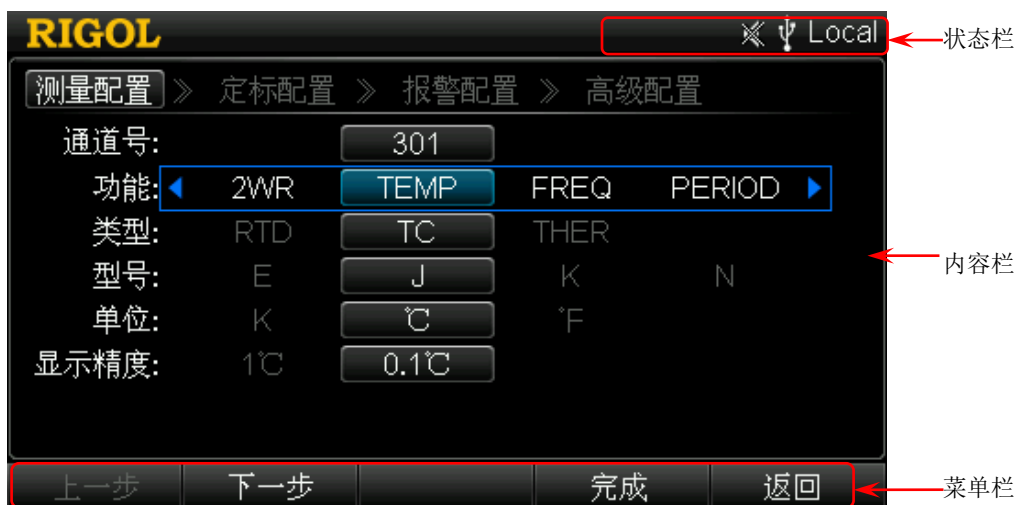 RIGOL Local 状态栏
测量配置 》 定标配置 》 报警配置 》 高级配置
通道号: 301
功能: 2WR TEMP FREQ PERIOD
类型: RTD TC THER
内容栏
型号: E J K N
单位: K ℃ ℉
显示精度: 1℃ 0.1℃
上一步 下一步 完成 返回 菜单栏